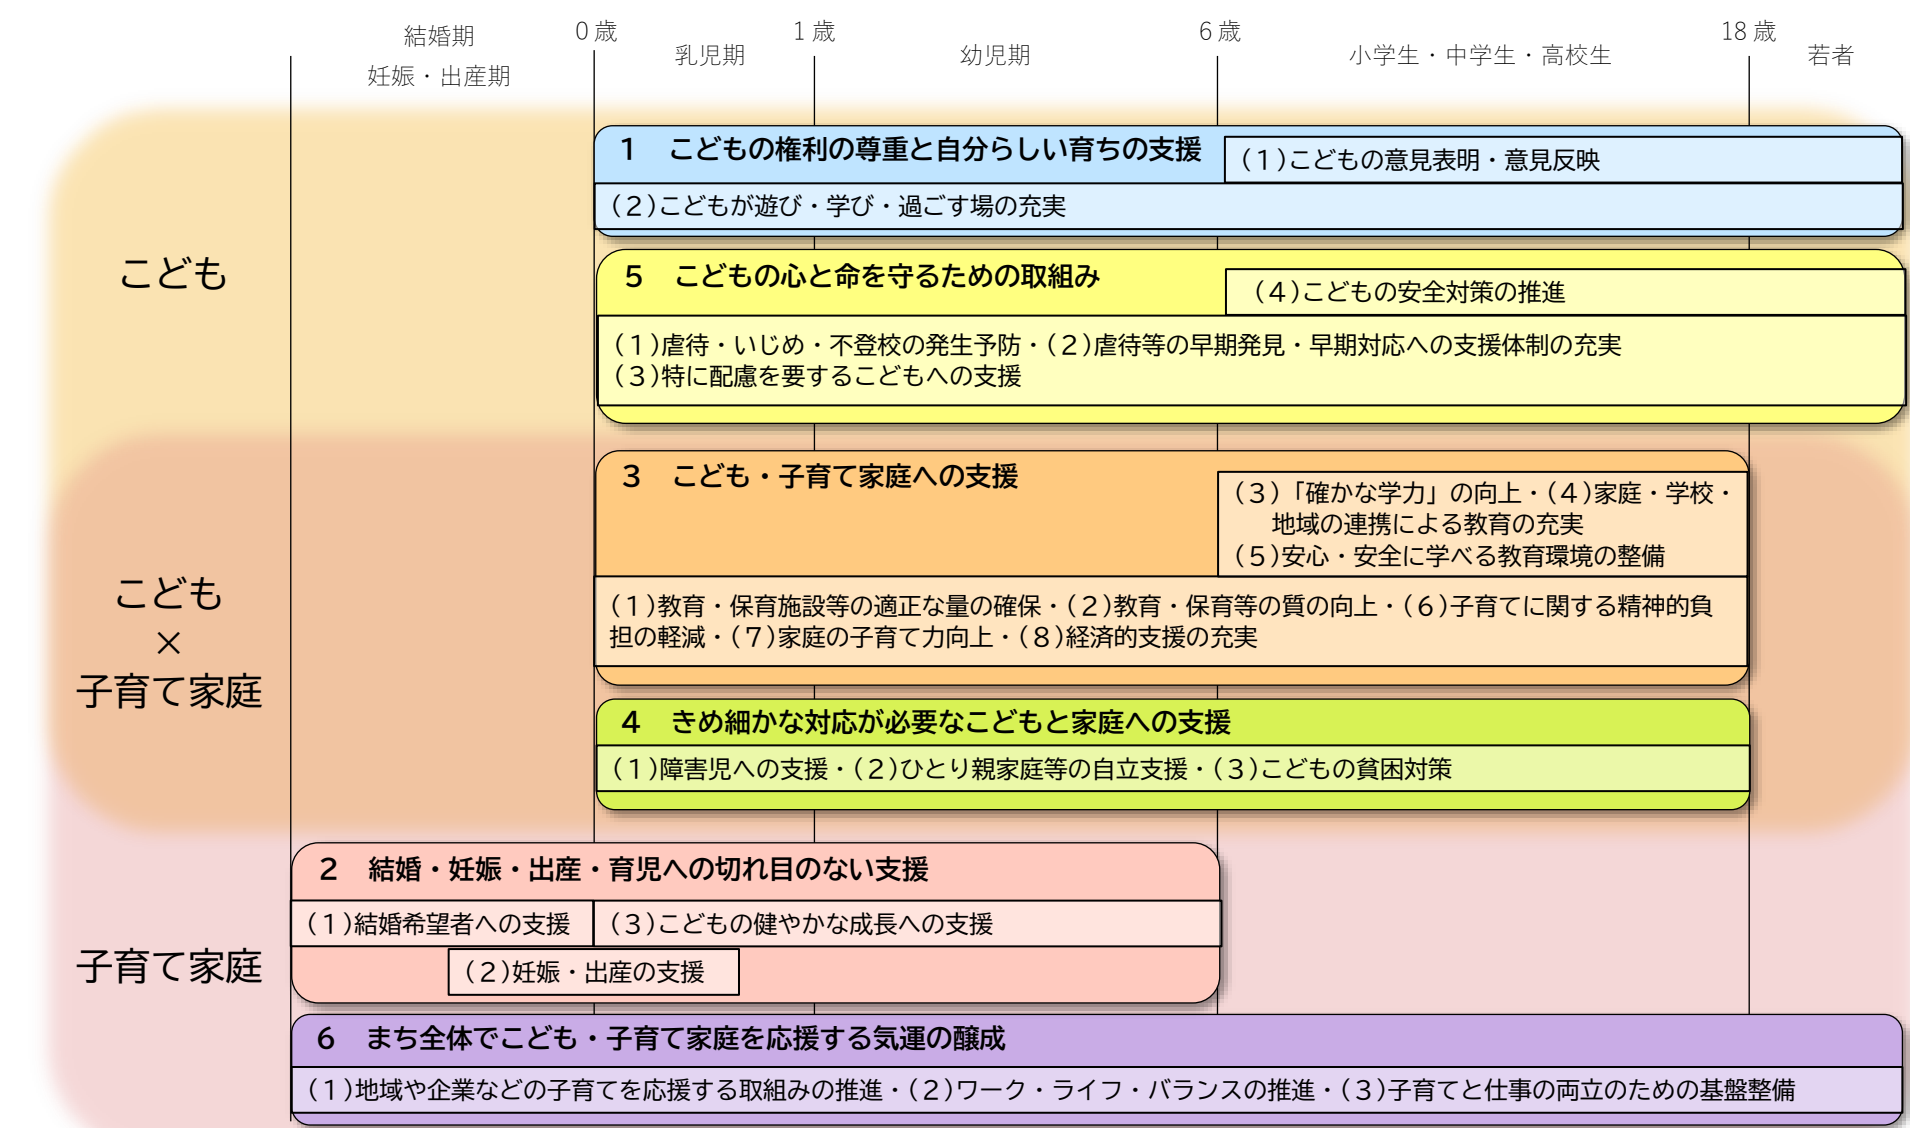 結婚期
妊娠・出産期
0歳
乳児期
1歳
幼児期
6歳
小学生・中学生・高校生
18歳
若者
こども
1 こどもの権利の尊重と自分らしい育ちの支援
(1)こどもの意見表明・意見反映
(2)こどもが遊び・学び・過ごす場の充実
5 こどもの心と命を守るための取組み
(4)こどもの安全対策の推進
(1)虐待・いじめ・不登校の発生予防・(2)虐待等の早期発見・早期対応への支援体制の充実
(3)特に配慮を要するこどもへの支援
こども
×
子育て家庭
3 こども・子育て家庭への支援
(3)「確かな学力」の向上・(4)家庭・学校・
地域の連携による教育の充実
(5)安心・安全に学べる教育環境の整備
(1)教育・保育施設等の適正な量の確保・(2)教育・保育等の質の向上・(6)子育てに関する精神的負
担の軽減・(7)家庭の子育て力向上・(8)経済的支援の充実
4 きめ細かな対応が必要なこどもと家庭への支援
(1)障害児への支援・(2)ひとり親家庭等の自立支援・(3)こどもの貧困対策
子育て家庭
2 結婚・妊娠・出産・育児への切れ目のない支援
(1)結婚希望者への支援
(3)こどもの健やかな成長への支援
(2)妊娠・出産の支援
6 まち全体でこども・子育て家庭を応援する気運の醸成
(1)地域や企業などの子育てを応援する取組みの推進・(2)ワーク・ライフ・バランスの推進・(3)子育てと仕事の両立のための基盤整備